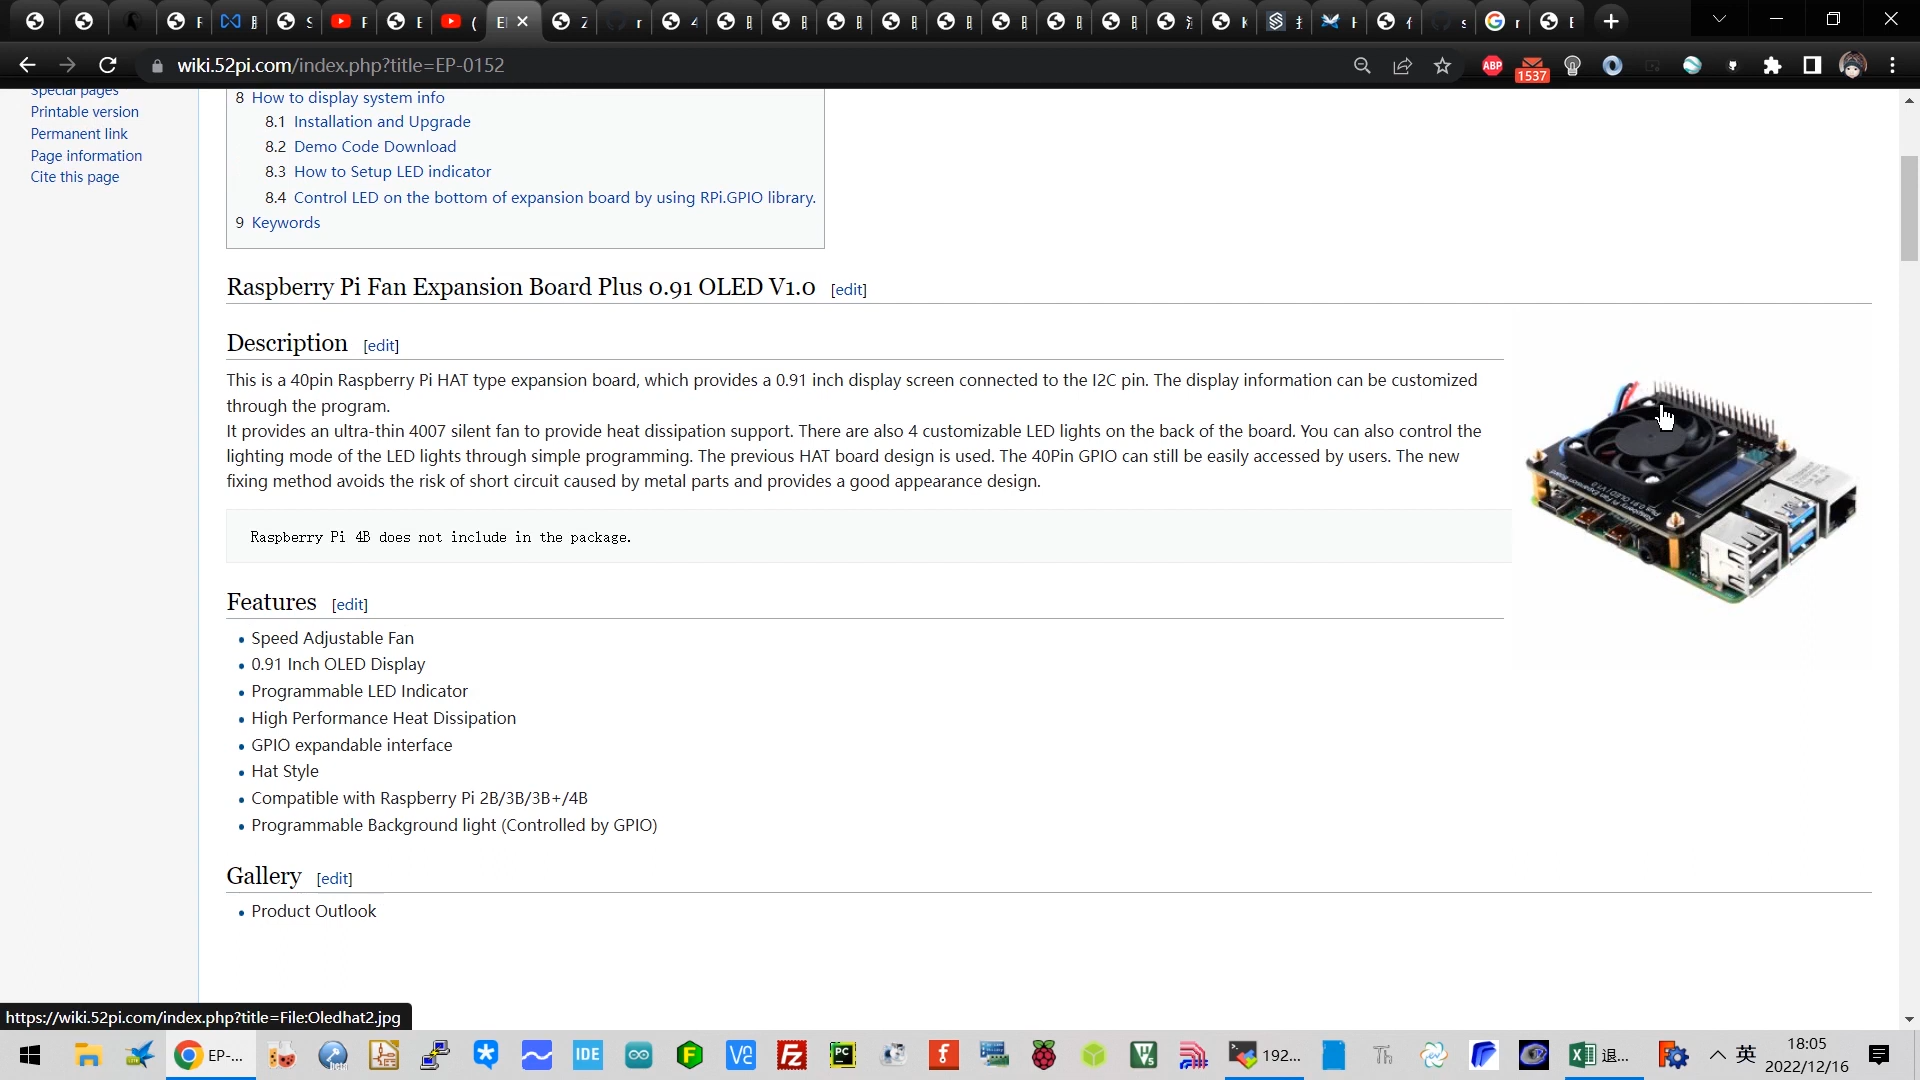 wiki.52pi.com/index.php?title=EP-0152
ABP
1537
Special pages
Printable version
Permanent link
Page information
Cite this page
8 How to display system info
8.1 Installation and Upgrade
8.2 Demo Code Download
8.3 How to Setup LED indicator
8.4 Control LED on the bottom of expansion board by using RPi.GPIO library.
9 Keywords
Raspberry Pi Fan Expansion Board Plus 0.91 OLED V1.0 [edit]
Description [edit]
This is a 40pin Raspberry Pi HAT type expansion board, which provides a 0.91 inch display screen connected to the I2C pin. The display information can be customized
through the program.
It provides an ultra-thin 4007 silent fan to provide heat dissipation support. There are also 4 customizable LED lights on the back of the board. You can also control the
lighting mode of the LED lights through simple programming. The previous HAT board design is used. The 40Pin GPIO can still be easily accessed by users. The new
fixing method avoids the risk of short circuit caused by metal parts and provides a good appearance design.
Raspberry Pi 4B does not include in the package.
Features [edit]
Speed Adjustable Fan
0.91 Inch OLED Display
Programmable LED Indicator
High Performance Heat Dissipation
GPIO expandable interface
Hat Style
Compatible with Raspberry Pi 2B/3B/3B+/4B
Programmable Background light (Controlled by GPIO)
Gallery [edit]
Product Outlook
https://wiki.52pi.com/index.php?title=File:Oledhat2.jpg
EP-...
IDE
PC
192...
Th
退...
英
18:05
2022/12/16